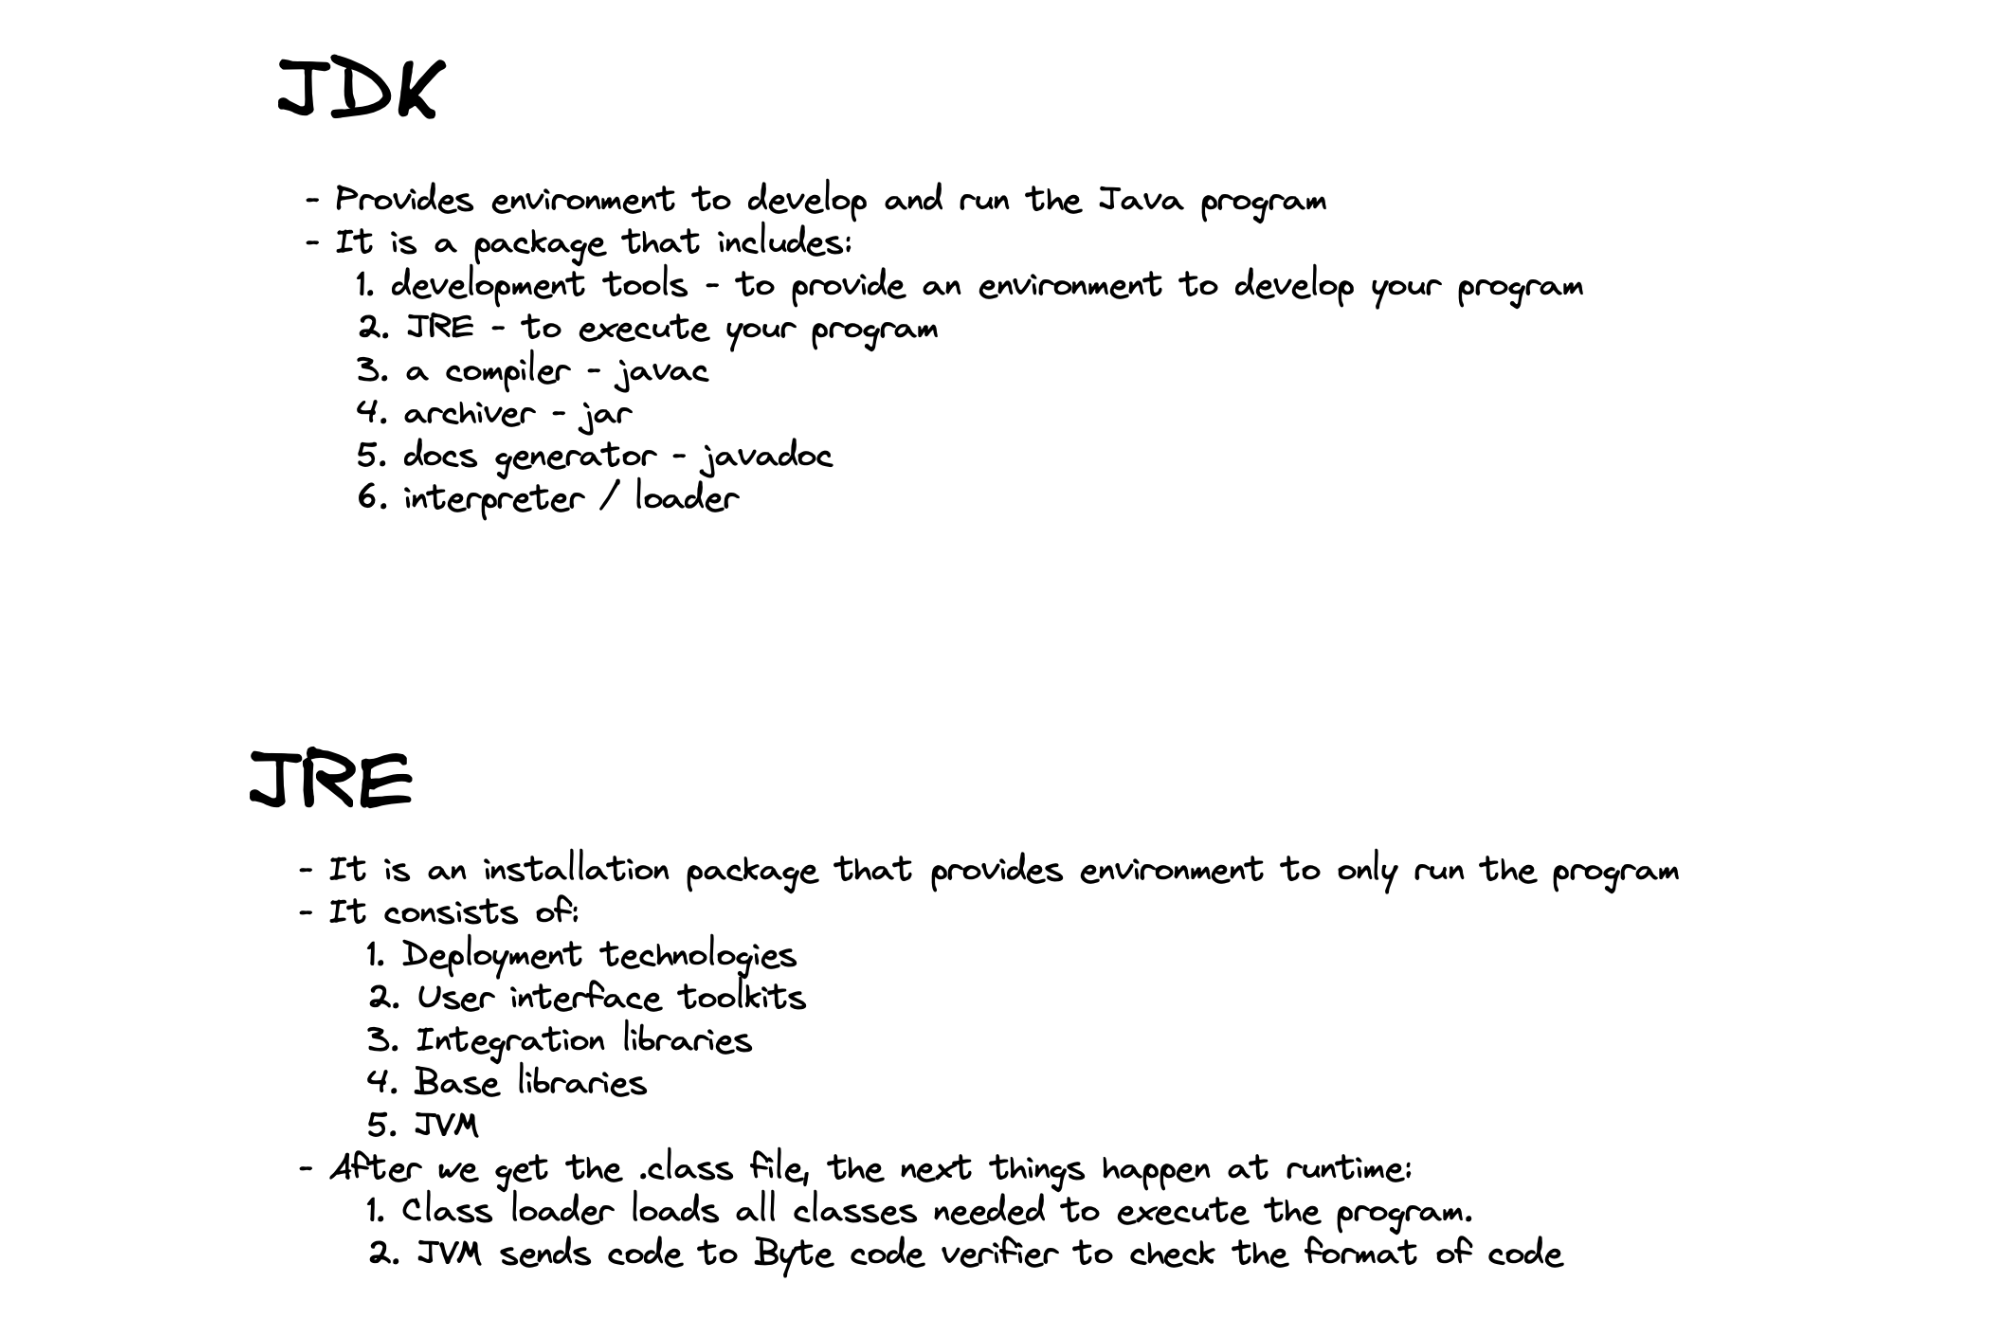 JDK
- Provides environment to develop and run the Java program
- It is a package that includes:
1. development tools - to provide an environment to develop your program
2. JRE - to execute your program
3. a compiler - javac
4. archiver - jar
5. docs generator - javadoc
6. interpreter / loader
JRE
- It is an installation package that provides environment to only run the program
- It consists of:
1. Deployment technologies
2. User interface toolkits
3. Integration libraries
4. Base libraries
5. JVM
- After we get the .class file, the next things happen at runtime:
1. Class loader loads all classes needed to execute the program.
2. JVM sends code to Byte code verifier to check the format of code